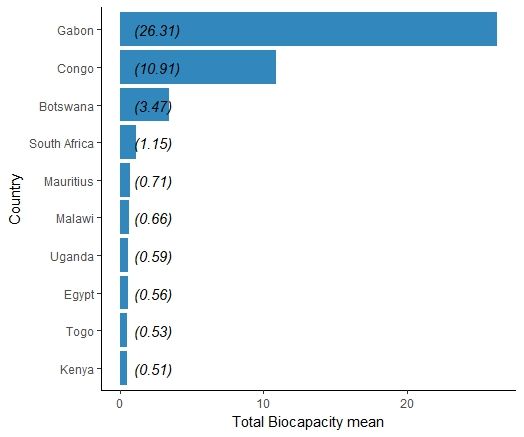 Gabon (26.31)
Congo (10.91)
Botswana (3.47)
South Africa (1.15)
Mauritius (0.71)
Malawi (0.66)
Uganda (0.59)
Egypt (0.56)
Togo (0.53)
Kenya (0.51)
Country
0 10 20
Total Biocapacity mean